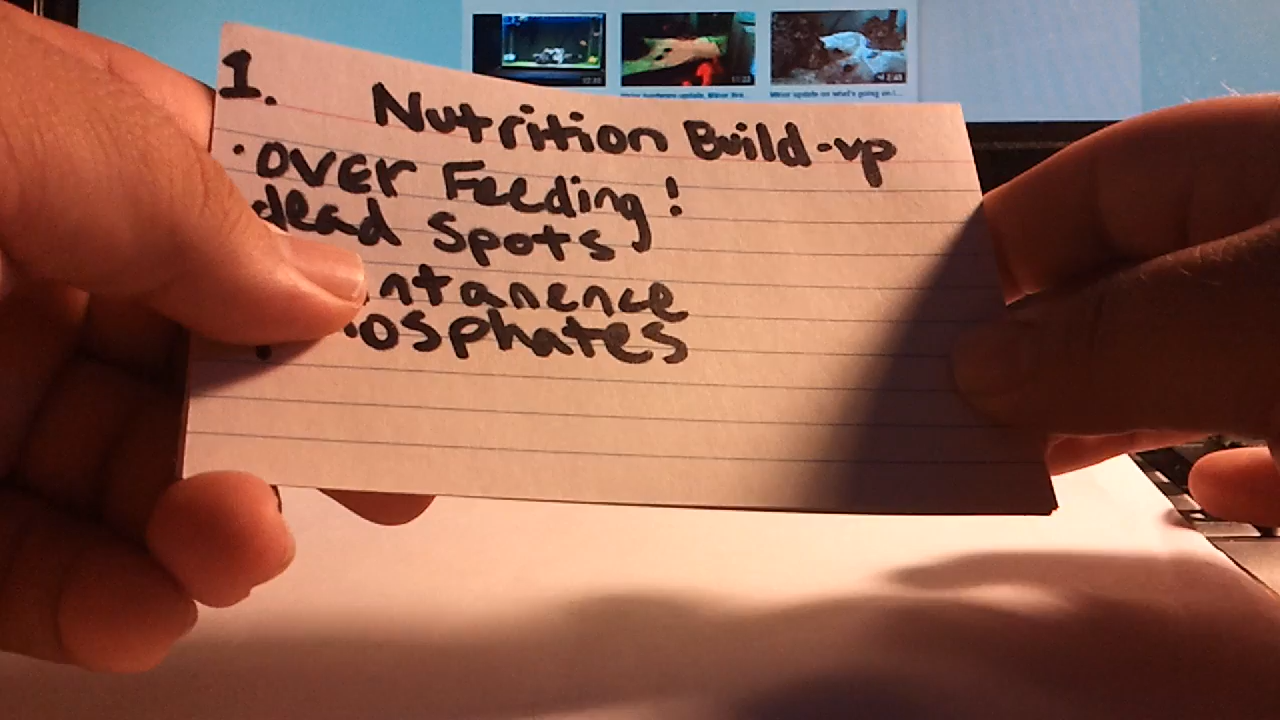 1.
Nutrition Build-up
• OVER Feeding!
dead Spots
ntanence
osphates